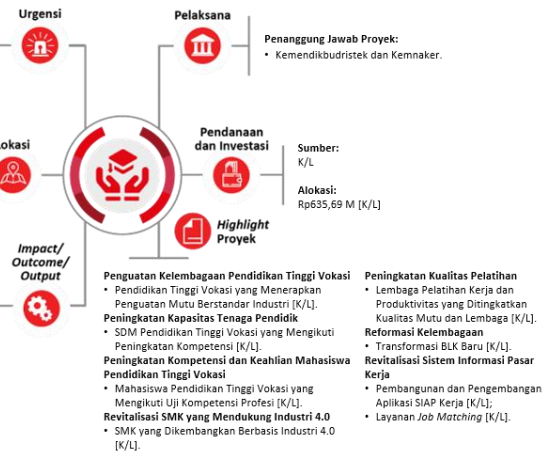 Urgensi
Pelaksana
Penanggung Jawab Proyek:
• Kemendikbudristek dan Kemnaker.
Lokasi
Pendanaan
dan Investasi
Sumber:
K/L
Alokasi:
Rp635,69 M [K/L]
Highlight
Proyek
Impact/
Outcome/
Output
Penguatan Kelembagaan Pendidikan Tinggi Vokasi
• Pendidikan Tinggi Vokasi yang Menerapkan
Penguatan Mutu Berstandar Industri [K/L].
Peningkatan Kapasitas Tenaga Pendidik
• SDM Pendidikan Tinggi Vokasi yang Mengikuti
Peningkatan Kompetensi [K/L].
Peningkatan Kompetensi dan Keahlian Mahasiswa
Pendidikan Tinggi Vokasi
• Mahasiswa Pendidikan Tinggi Vokasi yang
Mengikuti Uji Kompetensi Profesi [K/L].
Revitalisasi SMK yang Mendukung Industri 4.0
• SMK yang Dikembangkan Berbasis Industri 4.0
[K/L].
Peningkatan Kualitas Pelatihan
• Lembaga Pelatihan Kerja dan
Produktivitas yang Ditingkatkan
Kualitas Mutu dan Lembaga [K/L].
Reformasi Kelembagaan
• Transformasi BLK Baru [K/L].
Revitalisasi Sistem Informasi Pasar
Kerja
• Pembangunan dan Pengembangan
Aplikasi SIAP Kerja [K/L];
• Layanan Job Matching [K/L].